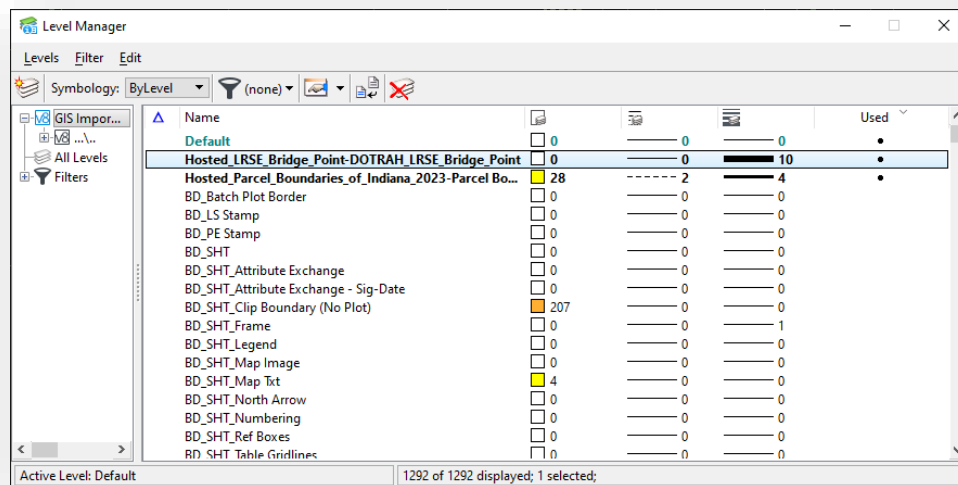 Level Manager
Levels Filter Edit
Symbology: ByLevel (none)
GIS Impor...
...\..
All Levels
Filters
Name Used
Default 0 0 0
Hosted_LRSE_Bridge_Point-DOTRAH_LRSE_Bridge_Point 0 0 10
Hosted_Parcel_Boundaries_of_Indiana_2023-Parcel Bo... 28 2 4
BD_Batch Plot Border 0 0 0
BD_LS Stamp 0 0 0
BD_PE Stamp 0 0 0
BD_SHT 0 0 0
BD_SHT_Attribute Exchange 0 0 0
BD_SHT_Attribute Exchange - Sig-Date 0 0 0
BD_SHT_Clip Boundary (No Plot) 207 0 0
BD_SHT_Frame 0 0 1
BD_SHT_Legend 0 0 0
BD_SHT_Map Image 0 0 0
BD_SHT_Map Txt 4 0 0
BD_SHT_North Arrow 0 0 0
BD_SHT_Numbering 0 0 0
BD_SHT_Ref Boxes 0 0 0
BD_SHT_Table Gridlines 0 0 0
Active Level: Default 1292 of 1292 displayed; 1 selected;